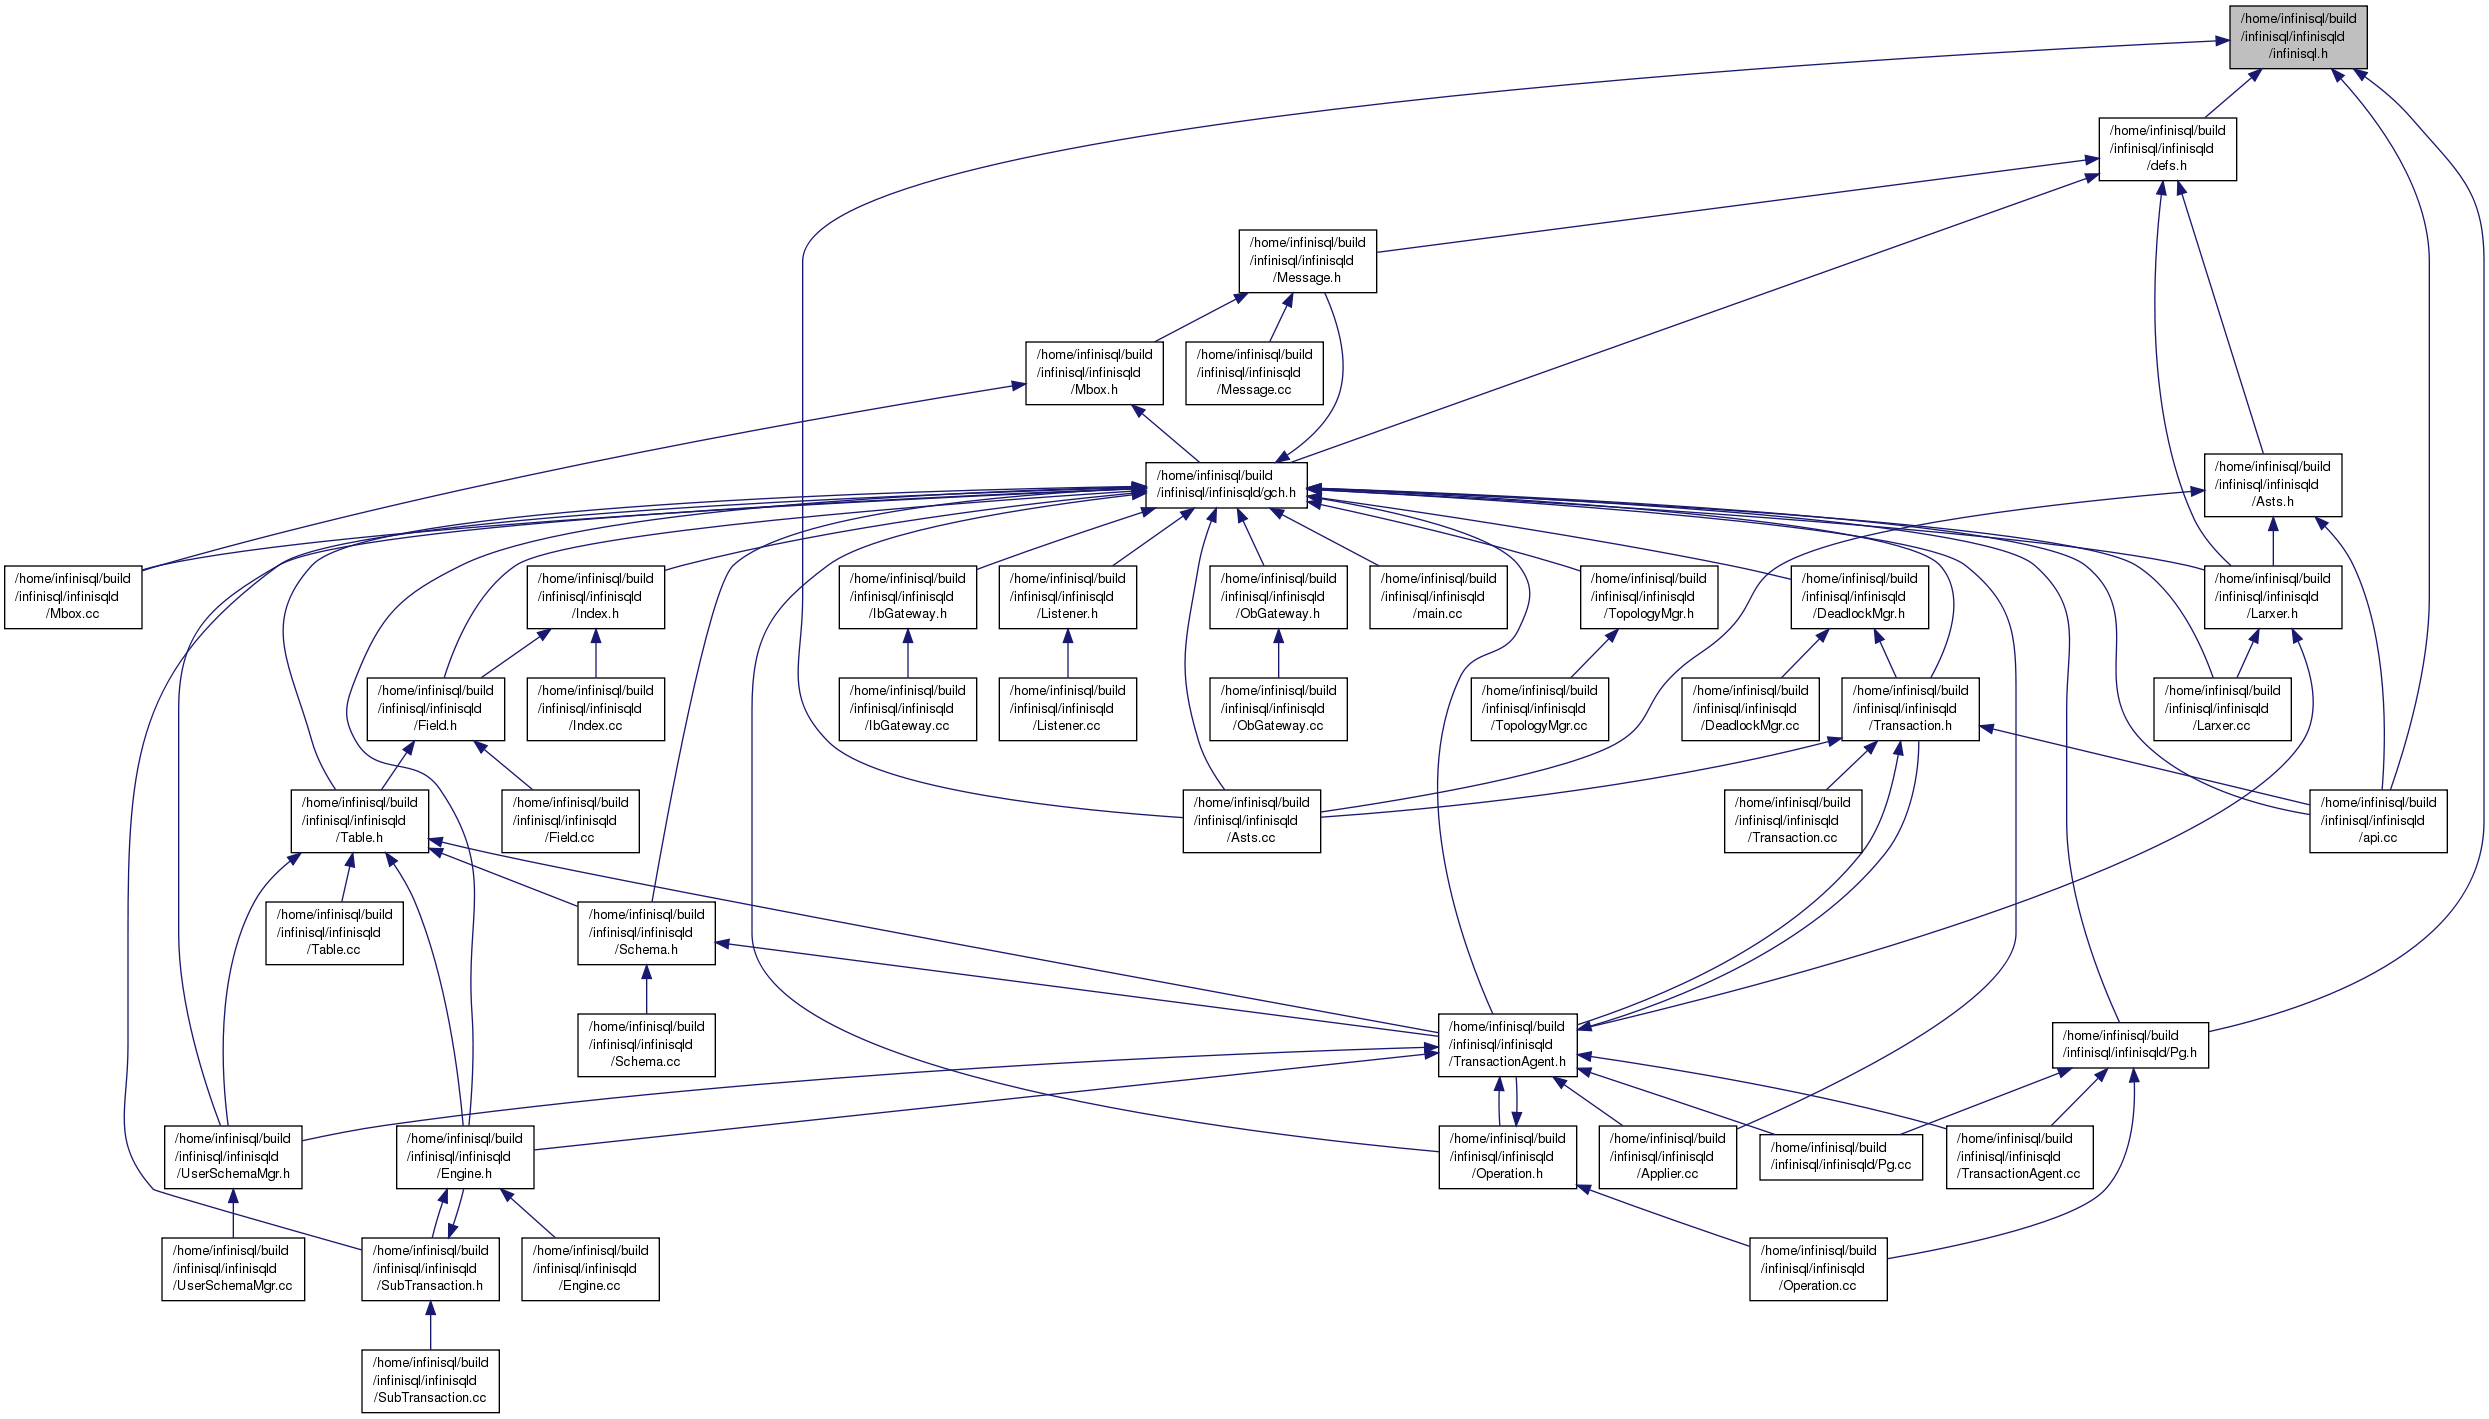 /home/infinisql/build
/infinisql/infinisqld
/infinisql.h
/home/infinisql/build
/infinisql/infinisqld
/defs.h
/home/infinisql/build
/infinisql/infinisqld
/Message.h
/home/infinisql/build
/infinisql/infinisqld
/Mbox.h
/home/infinisql/build
/infinisql/infinisqld
/Message.cc
/home/infinisql/build
/infinisql/infinisqld/gch.h
/home/infinisql/build
/infinisql/infinisqld
/Asts.h
/home/infinisql/build
/infinisql/infinisqld
/Mbox.cc
/home/infinisql/build
/infinisql/infinisqld
/Index.h
/home/infinisql/build
/infinisql/infinisqld
/IbGateway.h
/home/infinisql/build
/infinisql/infinisqld
/Listener.h
/home/infinisql/build
/infinisql/infinisqld
/ObGateway.h
/home/infinisql/build
/infinisql/infinisqld
/main.cc
/home/infinisql/build
/infinisql/infinisqld
/TopologyMgr.h
/home/infinisql/build
/infinisql/infinisqld
/DeadlockMgr.h
/home/infinisql/build
/infinisql/infinisqld
/Larxer.h
/home/infinisql/build
/infinisql/infinisqld
/Field.h
/home/infinisql/build
/infinisql/infinisqld
/Index.cc
/home/infinisql/build
/infinisql/infinisqld
/IbGateway.cc
/home/infinisql/build
/infinisql/infinisqld
/Listener.cc
/home/infinisql/build
/infinisql/infinisqld
/ObGateway.cc
/home/infinisql/build
/infinisql/infinisqld
/TopologyMgr.cc
/home/infinisql/build
/infinisql/infinisqld
/DeadlockMgr.cc
/home/infinisql/build
/infinisql/infinisqld
/Transaction.h
/home/infinisql/build
/infinisql/infinisqld
/Larxer.cc
/home/infinisql/build
/infinisql/infinisqld
/Table.h
/home/infinisql/build
/infinisql/infinisqld
/Field.cc
/home/infinisql/build
/infinisql/infinisqld
/Asts.cc
/home/infinisql/build
/infinisql/infinisqld
/Transaction.cc
/home/infinisql/build
/infinisql/infinisqld
/api.cc
/home/infinisql/build
/infinisql/infinisqld
/Table.cc
/home/infinisql/build
/infinisql/infinisqld
/Schema.h
/home/infinisql/build
/infinisql/infinisqld
/Schema.cc
/home/infinisql/build
/infinisql/infinisqld
/TransactionAgent.h
/home/infinisql/build
/infinisql/infinisqld/Pg.h
/home/infinisql/build
/infinisql/infinisqld
/UserSchemaMgr.h
/home/infinisql/build
/infinisql/infinisqld
/Engine.h
/home/infinisql/build
/infinisql/infinisqld
/Operation.h
/home/infinisql/build
/infinisql/infinisqld
/Applier.cc
/home/infinisql/build
/infinisql/infinisqld/Pg.cc
/home/infinisql/build
/infinisql/infinisqld
/TransactionAgent.cc
/home/infinisql/build
/infinisql/infinisqld
/UserSchemaMgr.cc
/home/infinisql/build
/infinisql/infinisqld
/SubTransaction.h
/home/infinisql/build
/infinisql/infinisqld
/Engine.cc
/home/infinisql/build
/infinisql/infinisqld
/Operation.cc
/home/infinisql/build
/infinisql/infinisqld
/SubTransaction.cc